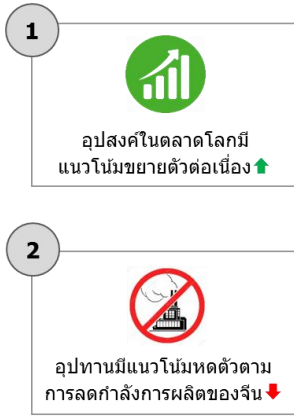 1
อุปสงค์ในตลาดโลกมี
แนวโน้มขยายตัวต่อเนื่อง
2
อุปทานมีแนวโน้มหดตัวตาม
การลดกำลังการผลิตของจีน